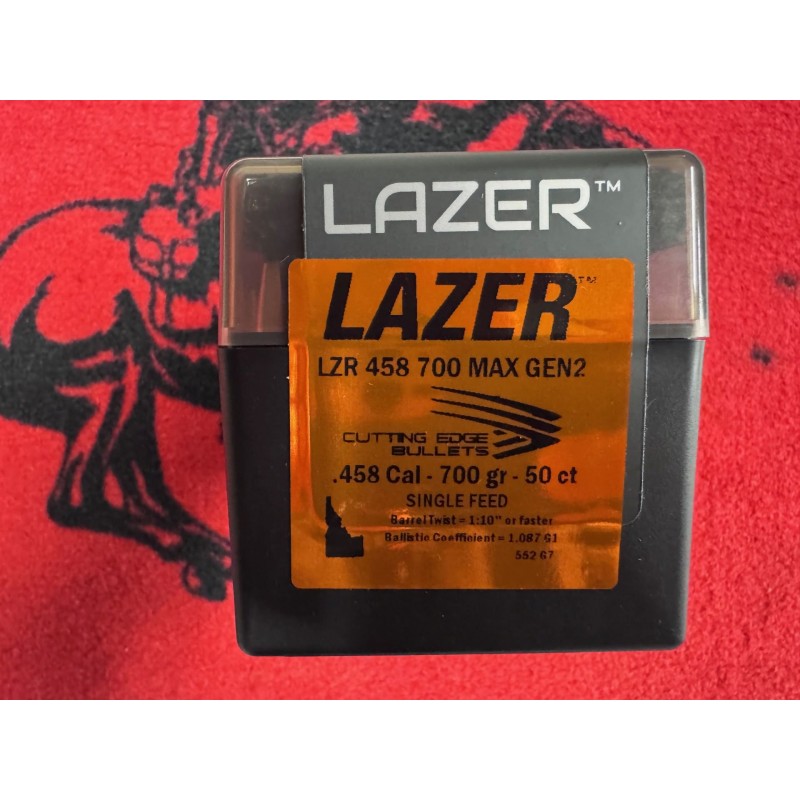 LAZER™
LAZER™
LZR 458 700 MAX GEN2
CUTTING EDGE
BULLETS
.458 Cal - 700 gr - 50 ct
SINGLE FEED
Barrel Twist = 1:10" or faster
Ballistic Coefficient = 1.087 G1
552 G7